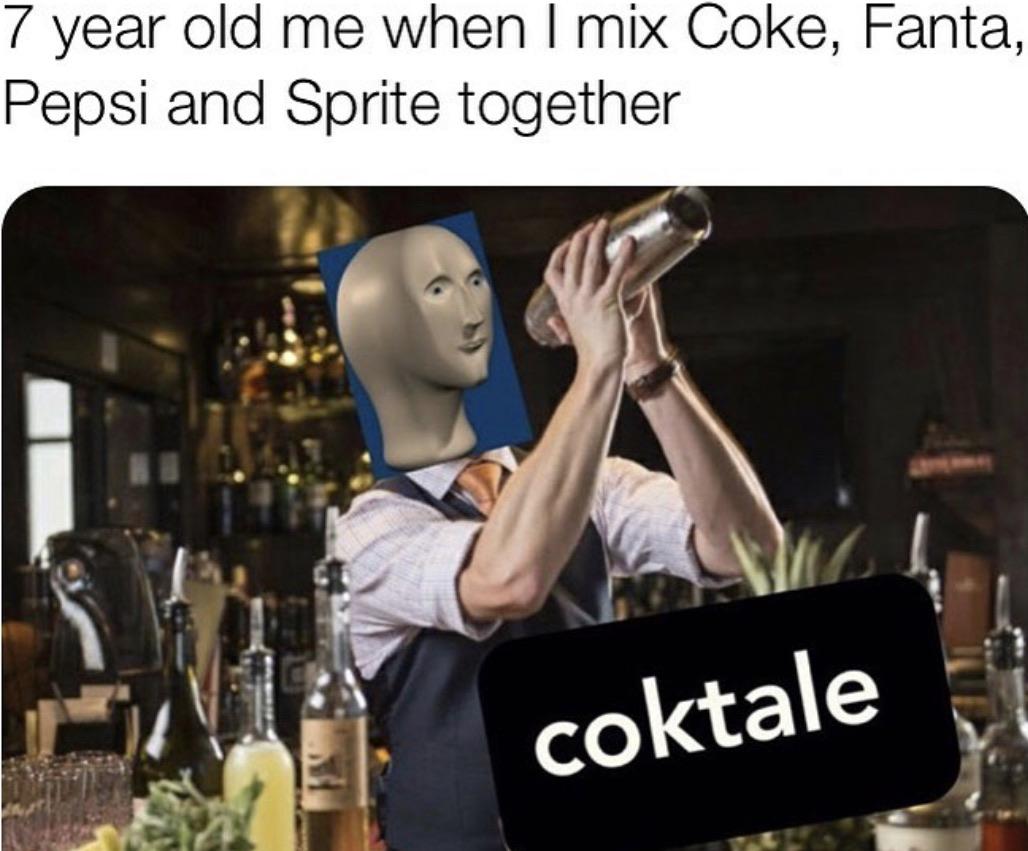 7 year old me when I mix Coke, Fanta,
Pepsi and Sprite together
coktale